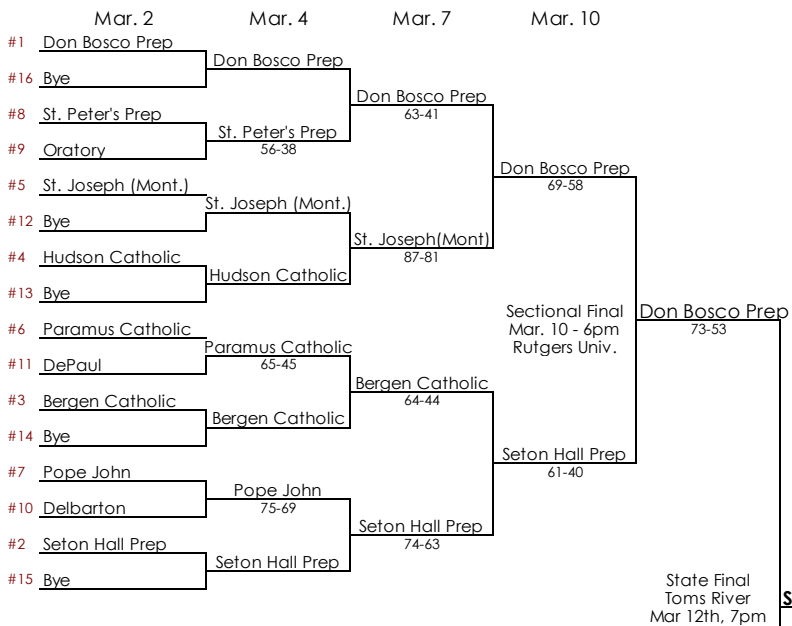 Mar. 2 Mar. 4 Mar. 7 Mar. 10
#1 Don Bosco Prep
Don Bosco Prep
#16 Bye
Don Bosco Prep
63-41
#8 St. Peter's Prep
St. Peter's Prep
56-38
#9 Oratory
Don Bosco Prep
69-58
#5 St. Joseph (Mont.)
St. Joseph (Mont.)
#12 Bye
St. Joseph(Mont)
87-81
#4 Hudson Catholic
Hudson Catholic
#13 Bye
Sectional Final
Mar. 10 - 6pm
Rutgers Univ.
Don Bosco Prep
73-53
#6 Paramus Catholic
Paramus Catholic
65-45
#11 DePaul
Bergen Catholic
64-44
#3 Bergen Catholic
Bergen Catholic
#14 Bye
Seton Hall Prep
61-40
#7 Pope John
Pope John
75-69
#10 Delbarton
Seton Hall Prep
74-63
#2 Seton Hall Prep
Seton Hall Prep
#15 Bye
State Final
Toms River
Mar 12th, 7pm
S